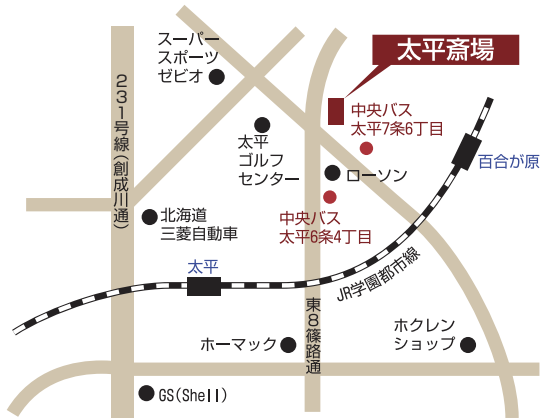 スーパー
スポーツ
ゼビオ
太平斎場
中央バス
太平7条6丁目
231号線(創成川通)
太平
ゴルフ
センター
ローソン
百合が原
北海道
三菱自動車
中央バス
太平6条4丁目
太平
JR学園都市線
東8篠路通
ホーマック
ホクレン
ショップ
GS(Shell)